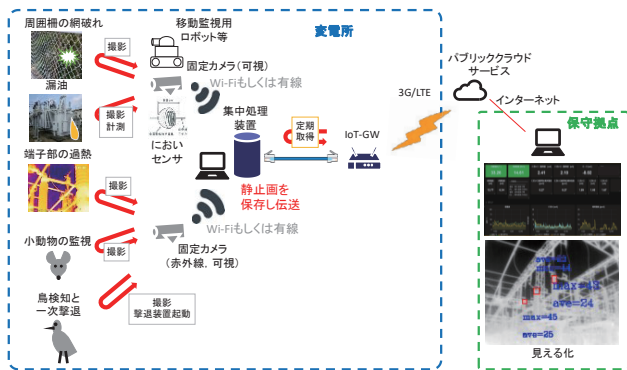 周囲柵の網破れ
撮影
移動監視用
ロボット等
変電所
固定カメラ(可視)
Wi-Fiもしくは有線
漏油
撮影
計測
におい
センサ
集中処理
装置
定期
取得
IoT-GW
3G/LTE
パブリッククラウド
サービス
インターネット
保守拠点
端子部の過熱
撮影
静止画を
保存し伝送
Wi-Fiもしくは有線
小動物の監視
撮影
固定カメラ
(赤外線，可視)
鳥検知と
一次撃退
撮影
撃退装置起動
max=43
ave=24
max=45
ave=25
見える化